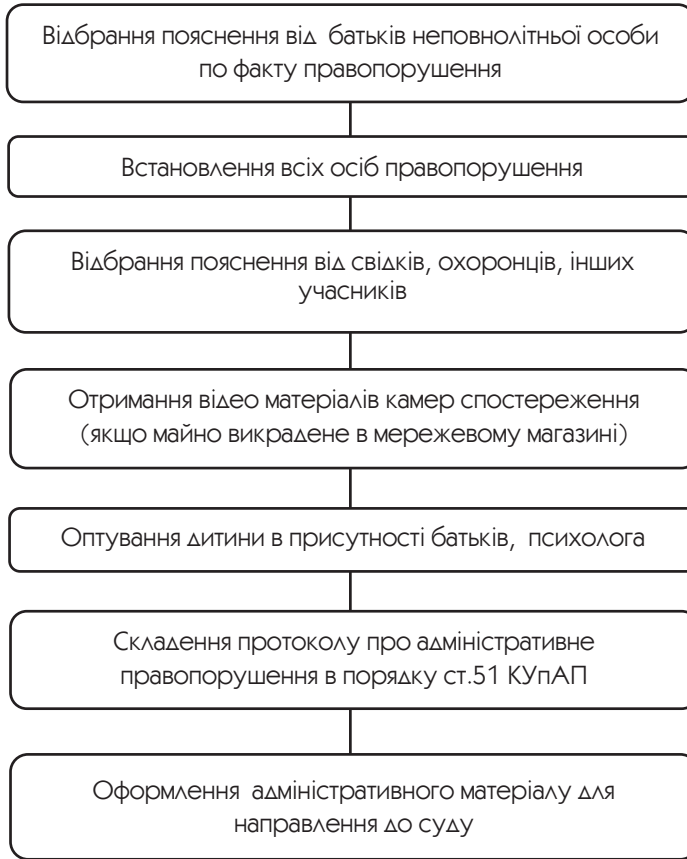 Відбрання пояснення від батьків неповнолітньої особи
по факту правопорушення
Встановлення всіх осіб правопорушення
Відбрання пояснення від свідків, охоронців, інших
учасників
Отримання відео матеріалів камер спостереження
(якщо майно викрадене в мережевому магазині)
Оптування дитини в присутності батьків, психолога
Складення протоколу про адміністративне
правопорушення в порядку ст.51 КУпАП
Оформлення адміністративного матеріалу для
направлення до суду